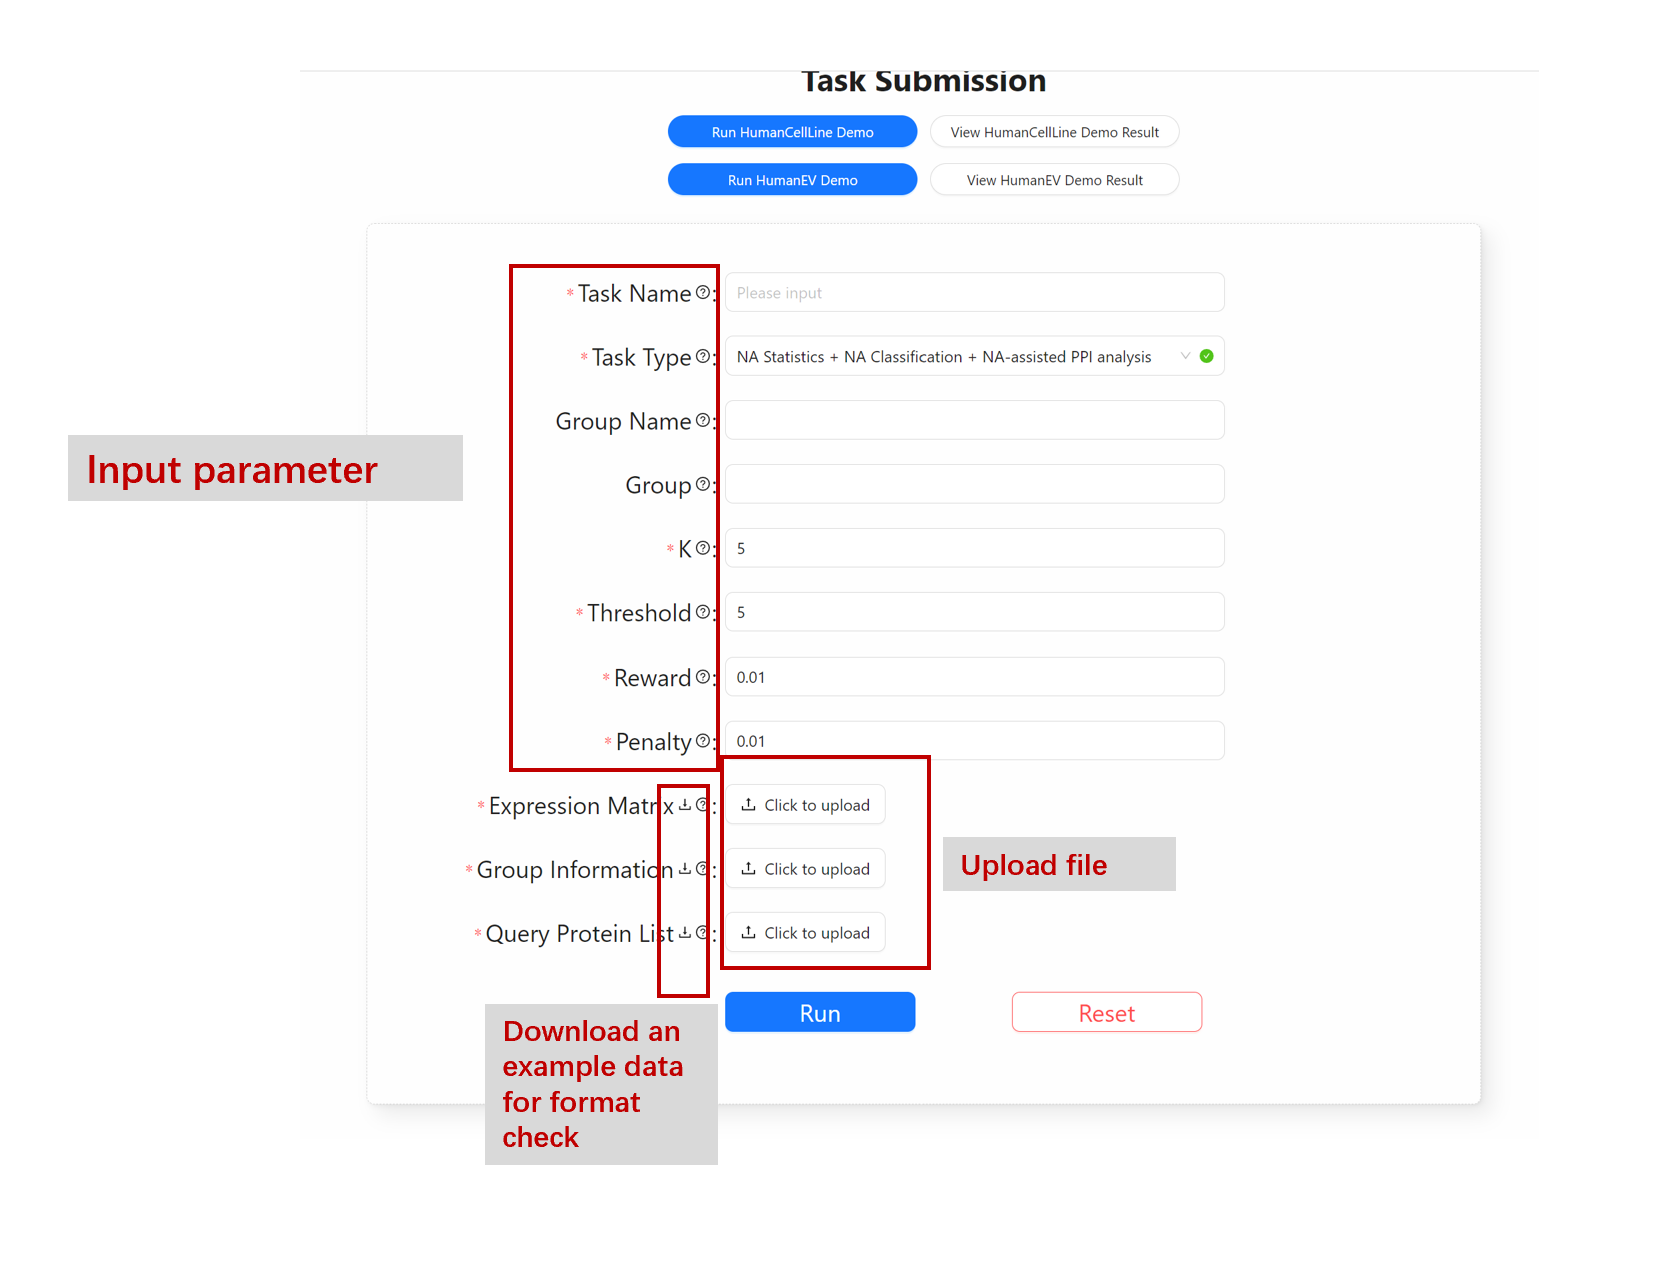 Task Submission
Run HumanCellLine Demo
View HumanCellLine Demo Result
Run HumanEV Demo
View HumanEV Demo Result
* Task Name ? :
Please input
* Task Type ? :
NA Statistics + NA Classification + NA-assisted PPI analysis
Group Name ? :
Input parameter
Group ? :
* K ? :
5
* Threshold ? :
5
* Reward ? :
0.01
* Penalty ? :
0.01
* Expression Matrix ? :
Click to upload
* Group Information ? :
Click to upload
Upload file
* Query Protein List ? :
Click to upload
Run
Reset
Download an
example data
for format
check